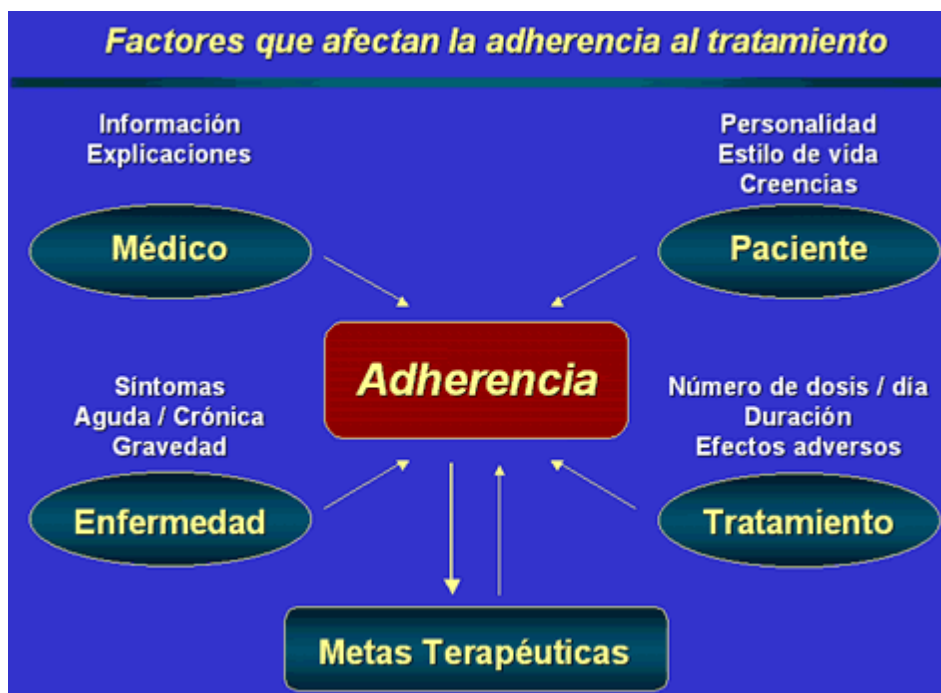 Factores que afectan la adherencia al tratamiento
Información
Explicaciones
Médico
Personalidad
Estilo de vida
Creencias
Paciente
Adherencia
Síntomas
Aguda / Crónica
Gravedad
Enfermedad
Número de dosis / día
Duración
Efectos adversos
Tratamiento
Metas Terapéuticas